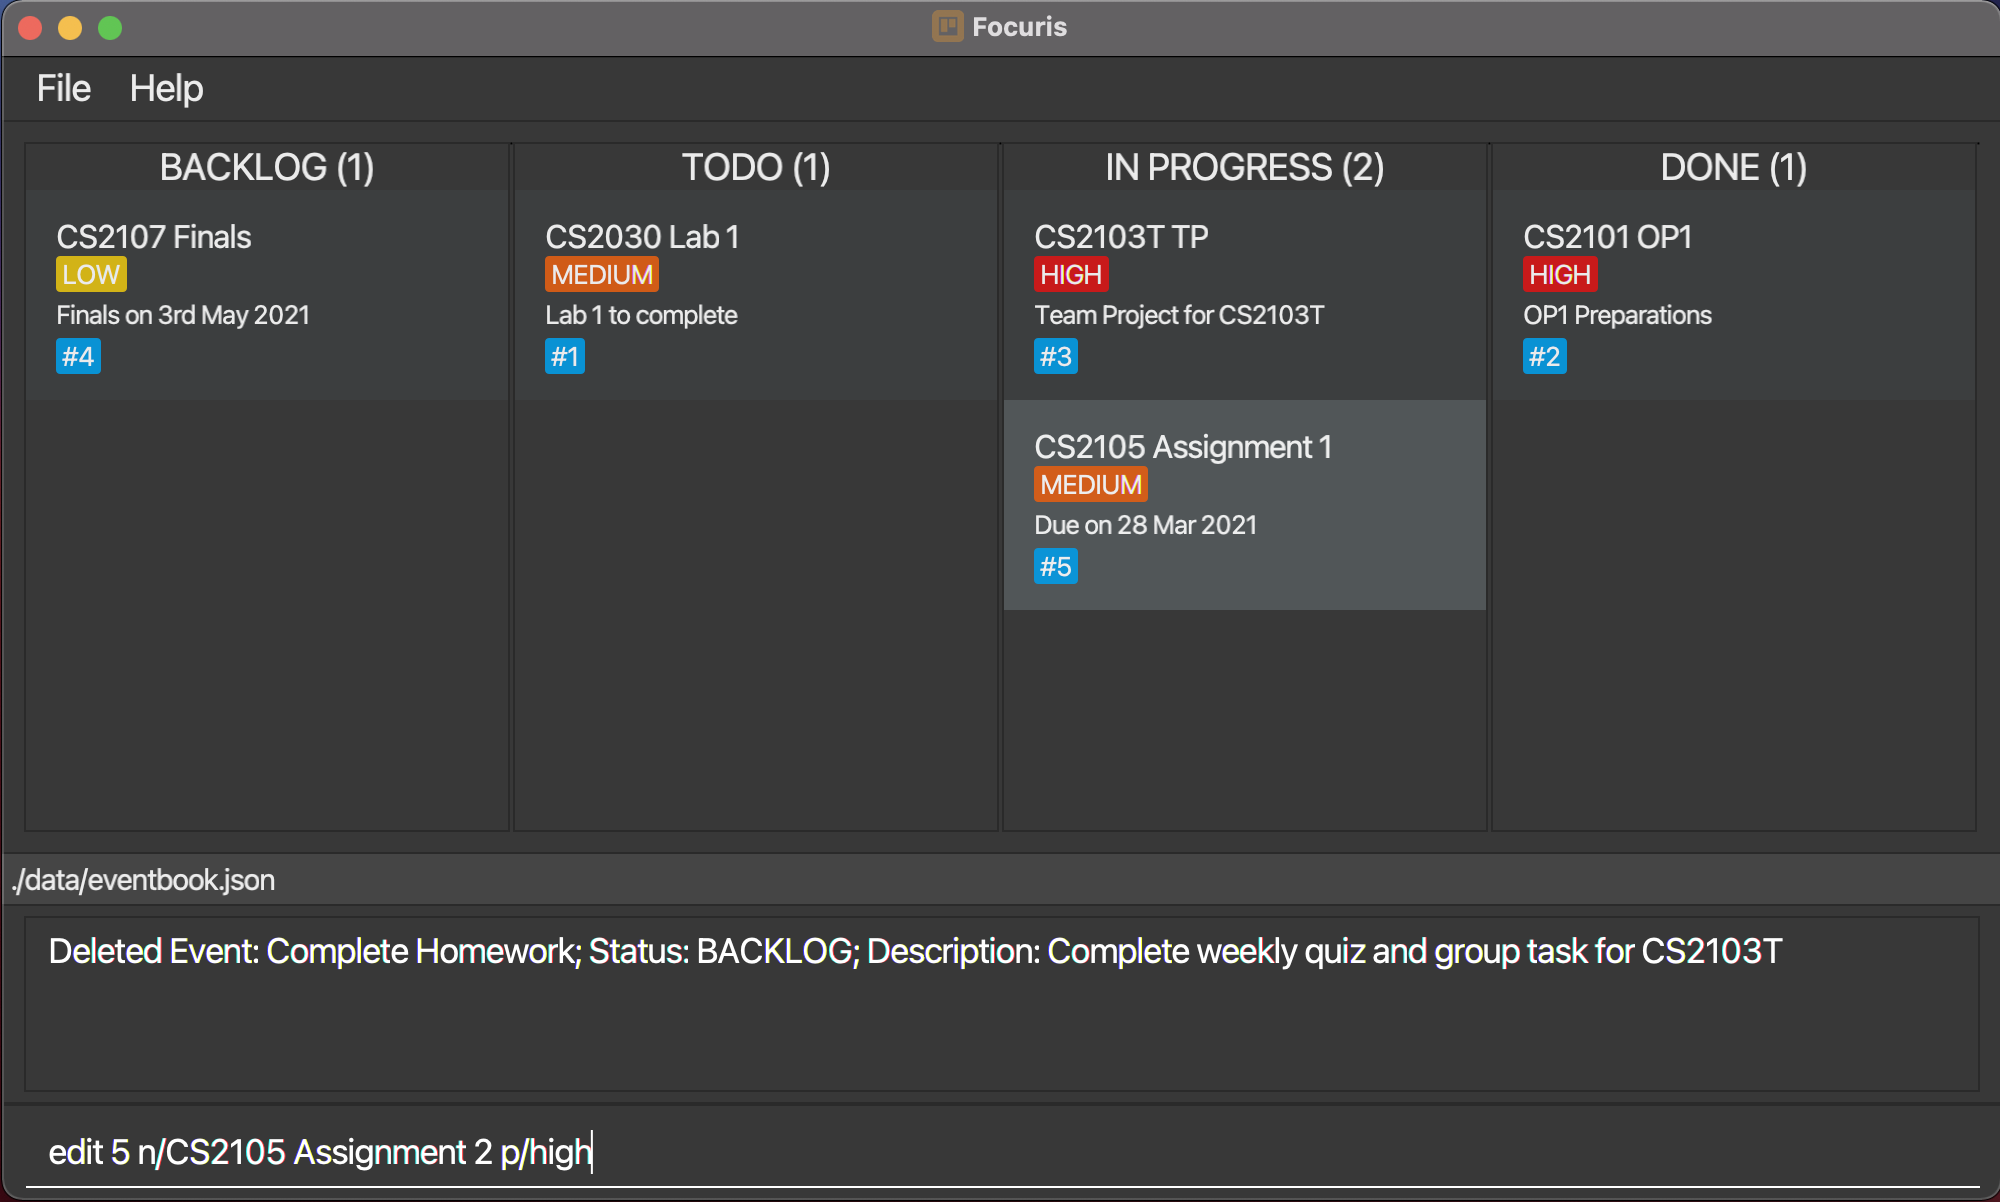 Focuris
File Help
BACKLOG (1)
CS2107 Finals
LOW
Finals on 3rd May 2021
#4
TODO (1)
CS2030 Lab 1
MEDIUM
Lab 1 to complete
#1
IN PROGRESS (2)
CS2103T TP
HIGH
Team Project for CS2103T
#3
CS2105 Assignment 1
MEDIUM
Due on 28 Mar 2021
#5
DONE (1)
CS2101 OP1
HIGH
OP1 Preparations
#2
./data/eventbook.json
Deleted Event: Complete Homework; Status: BACKLOG; Description: Complete weekly quiz and group task for CS2103T
edit 5 n/CS2105 Assignment 2 p/high